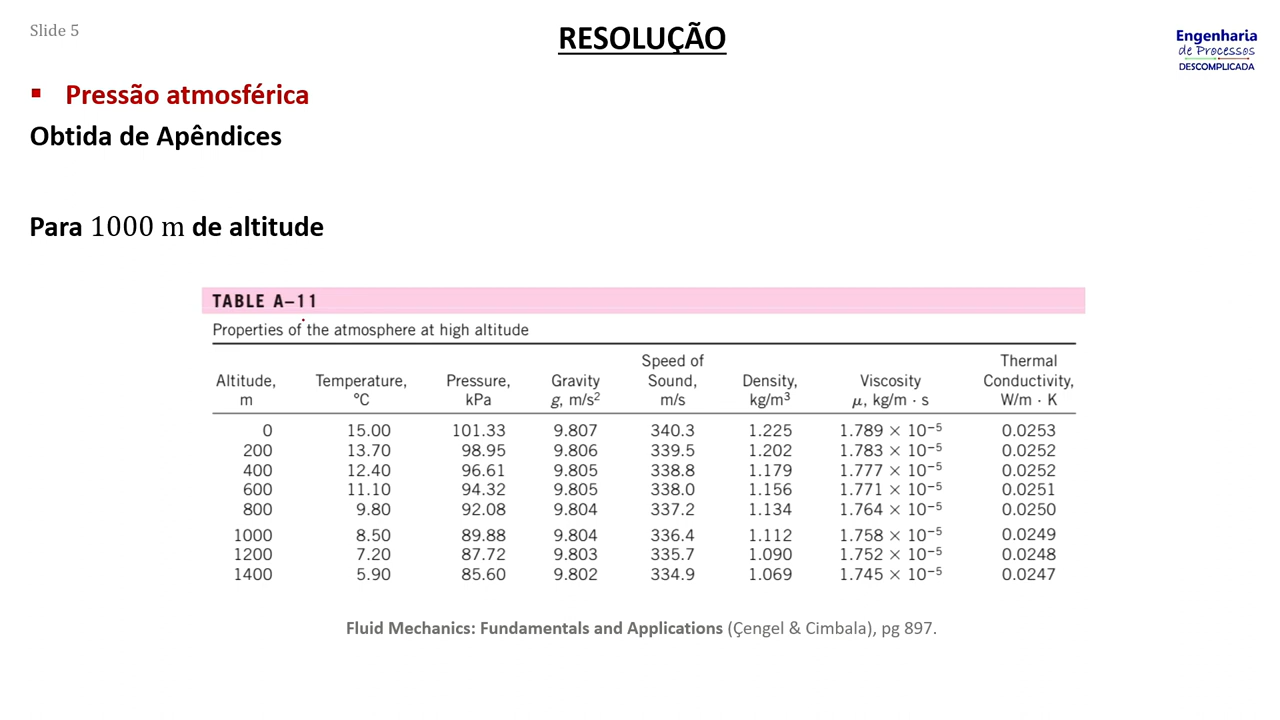 Slide 5
RESOLUÇÃO
Engenharia
de Processos
DESCOMPLICADA
▪ Pressão atmosférica
Obtida de Apêndices
Para 1000 m de altitude
TABLE A–11
Properties of the atmosphere at high altitude
Altitude, m Temperature, °C Pressure, kPa Gravity g, m/s² Speed of Sound, m/s Density, kg/m³ Viscosity μ, kg/m · s Thermal Conductivity, W/m · K
0 15.00 101.33 9.807 340.3 1.225 1.789 × 10⁻⁵ 0.0253
200 13.70 98.95 9.806 339.5 1.202 1.783 × 10⁻⁵ 0.0252
400 12.40 96.61 9.805 338.8 1.179 1.777 × 10⁻⁵ 0.0252
600 11.10 94.32 9.805 338.0 1.156 1.771 × 10⁻⁵ 0.0251
800 9.80 92.08 9.804 337.2 1.134 1.764 × 10⁻⁵ 0.0250
1000 8.50 89.88 9.804 336.4 1.112 1.758 × 10⁻⁵ 0.0249
1200 7.20 87.72 9.803 335.7 1.090 1.752 × 10⁻⁵ 0.0248
1400 5.90 85.60 9.802 334.9 1.069 1.745 × 10⁻⁵ 0.0247
Fluid Mechanics: Fundamentals and Applications (Çengel & Cimbala), pg 897.